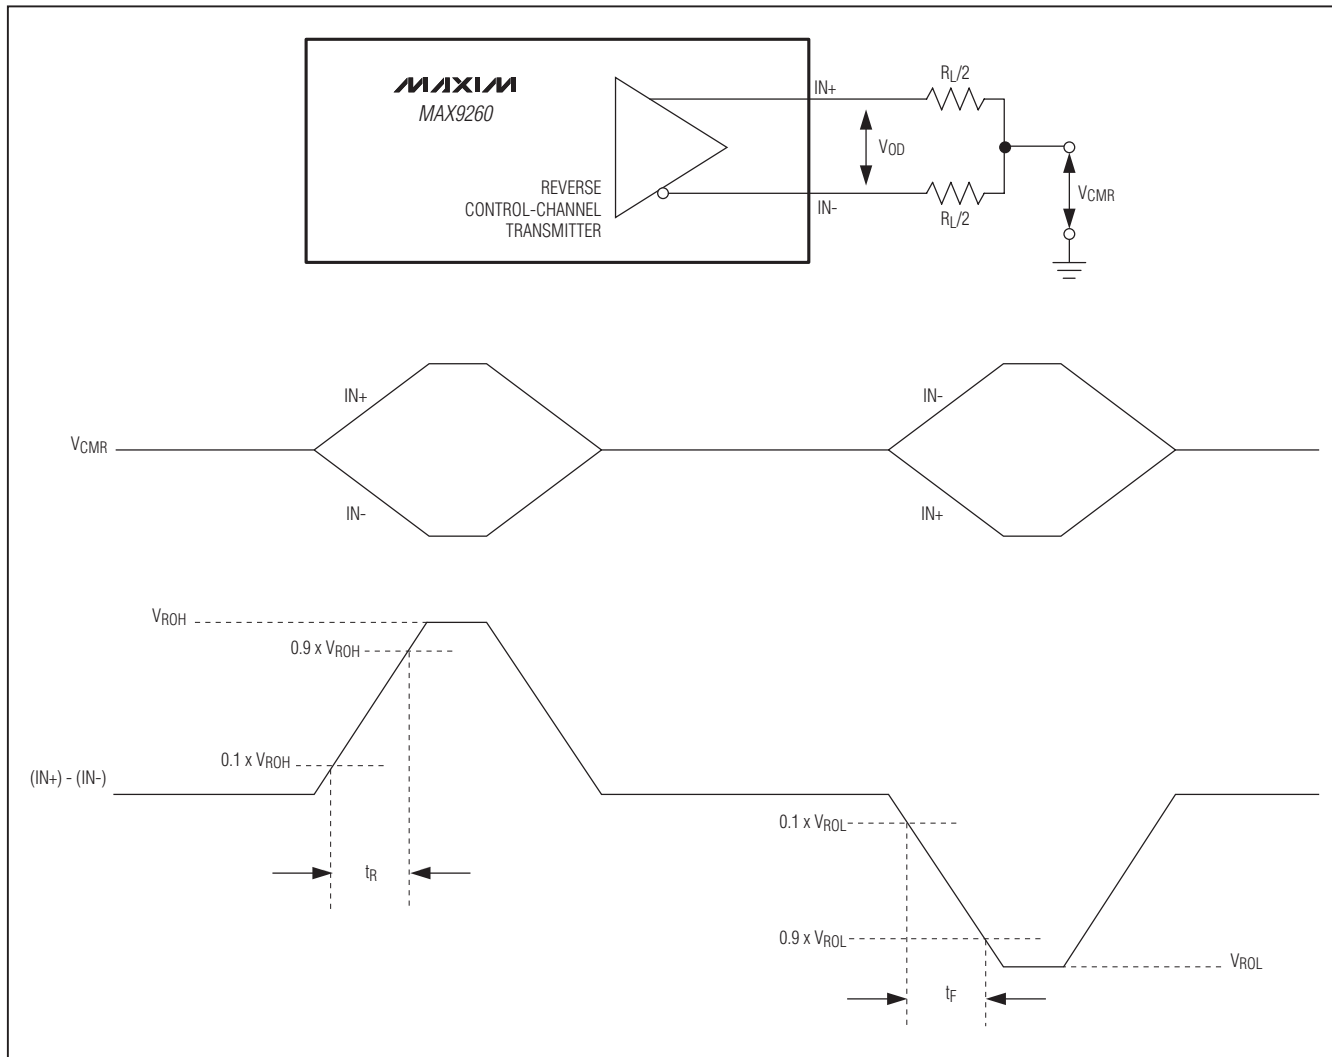 MAXIM
MAX9260
REVERSE
CONTROL-CHANNEL
TRANSMITTER
IN+
RL/2
VOD
IN-
RL/2
VCMR
IN+
IN-
VCMR
IN-
IN+
VROH
0.9 x VROH
0.1 x VROH
(IN+) - (IN-)
tR
0.1 x VROL
0.9 x VROL
VROL
tF